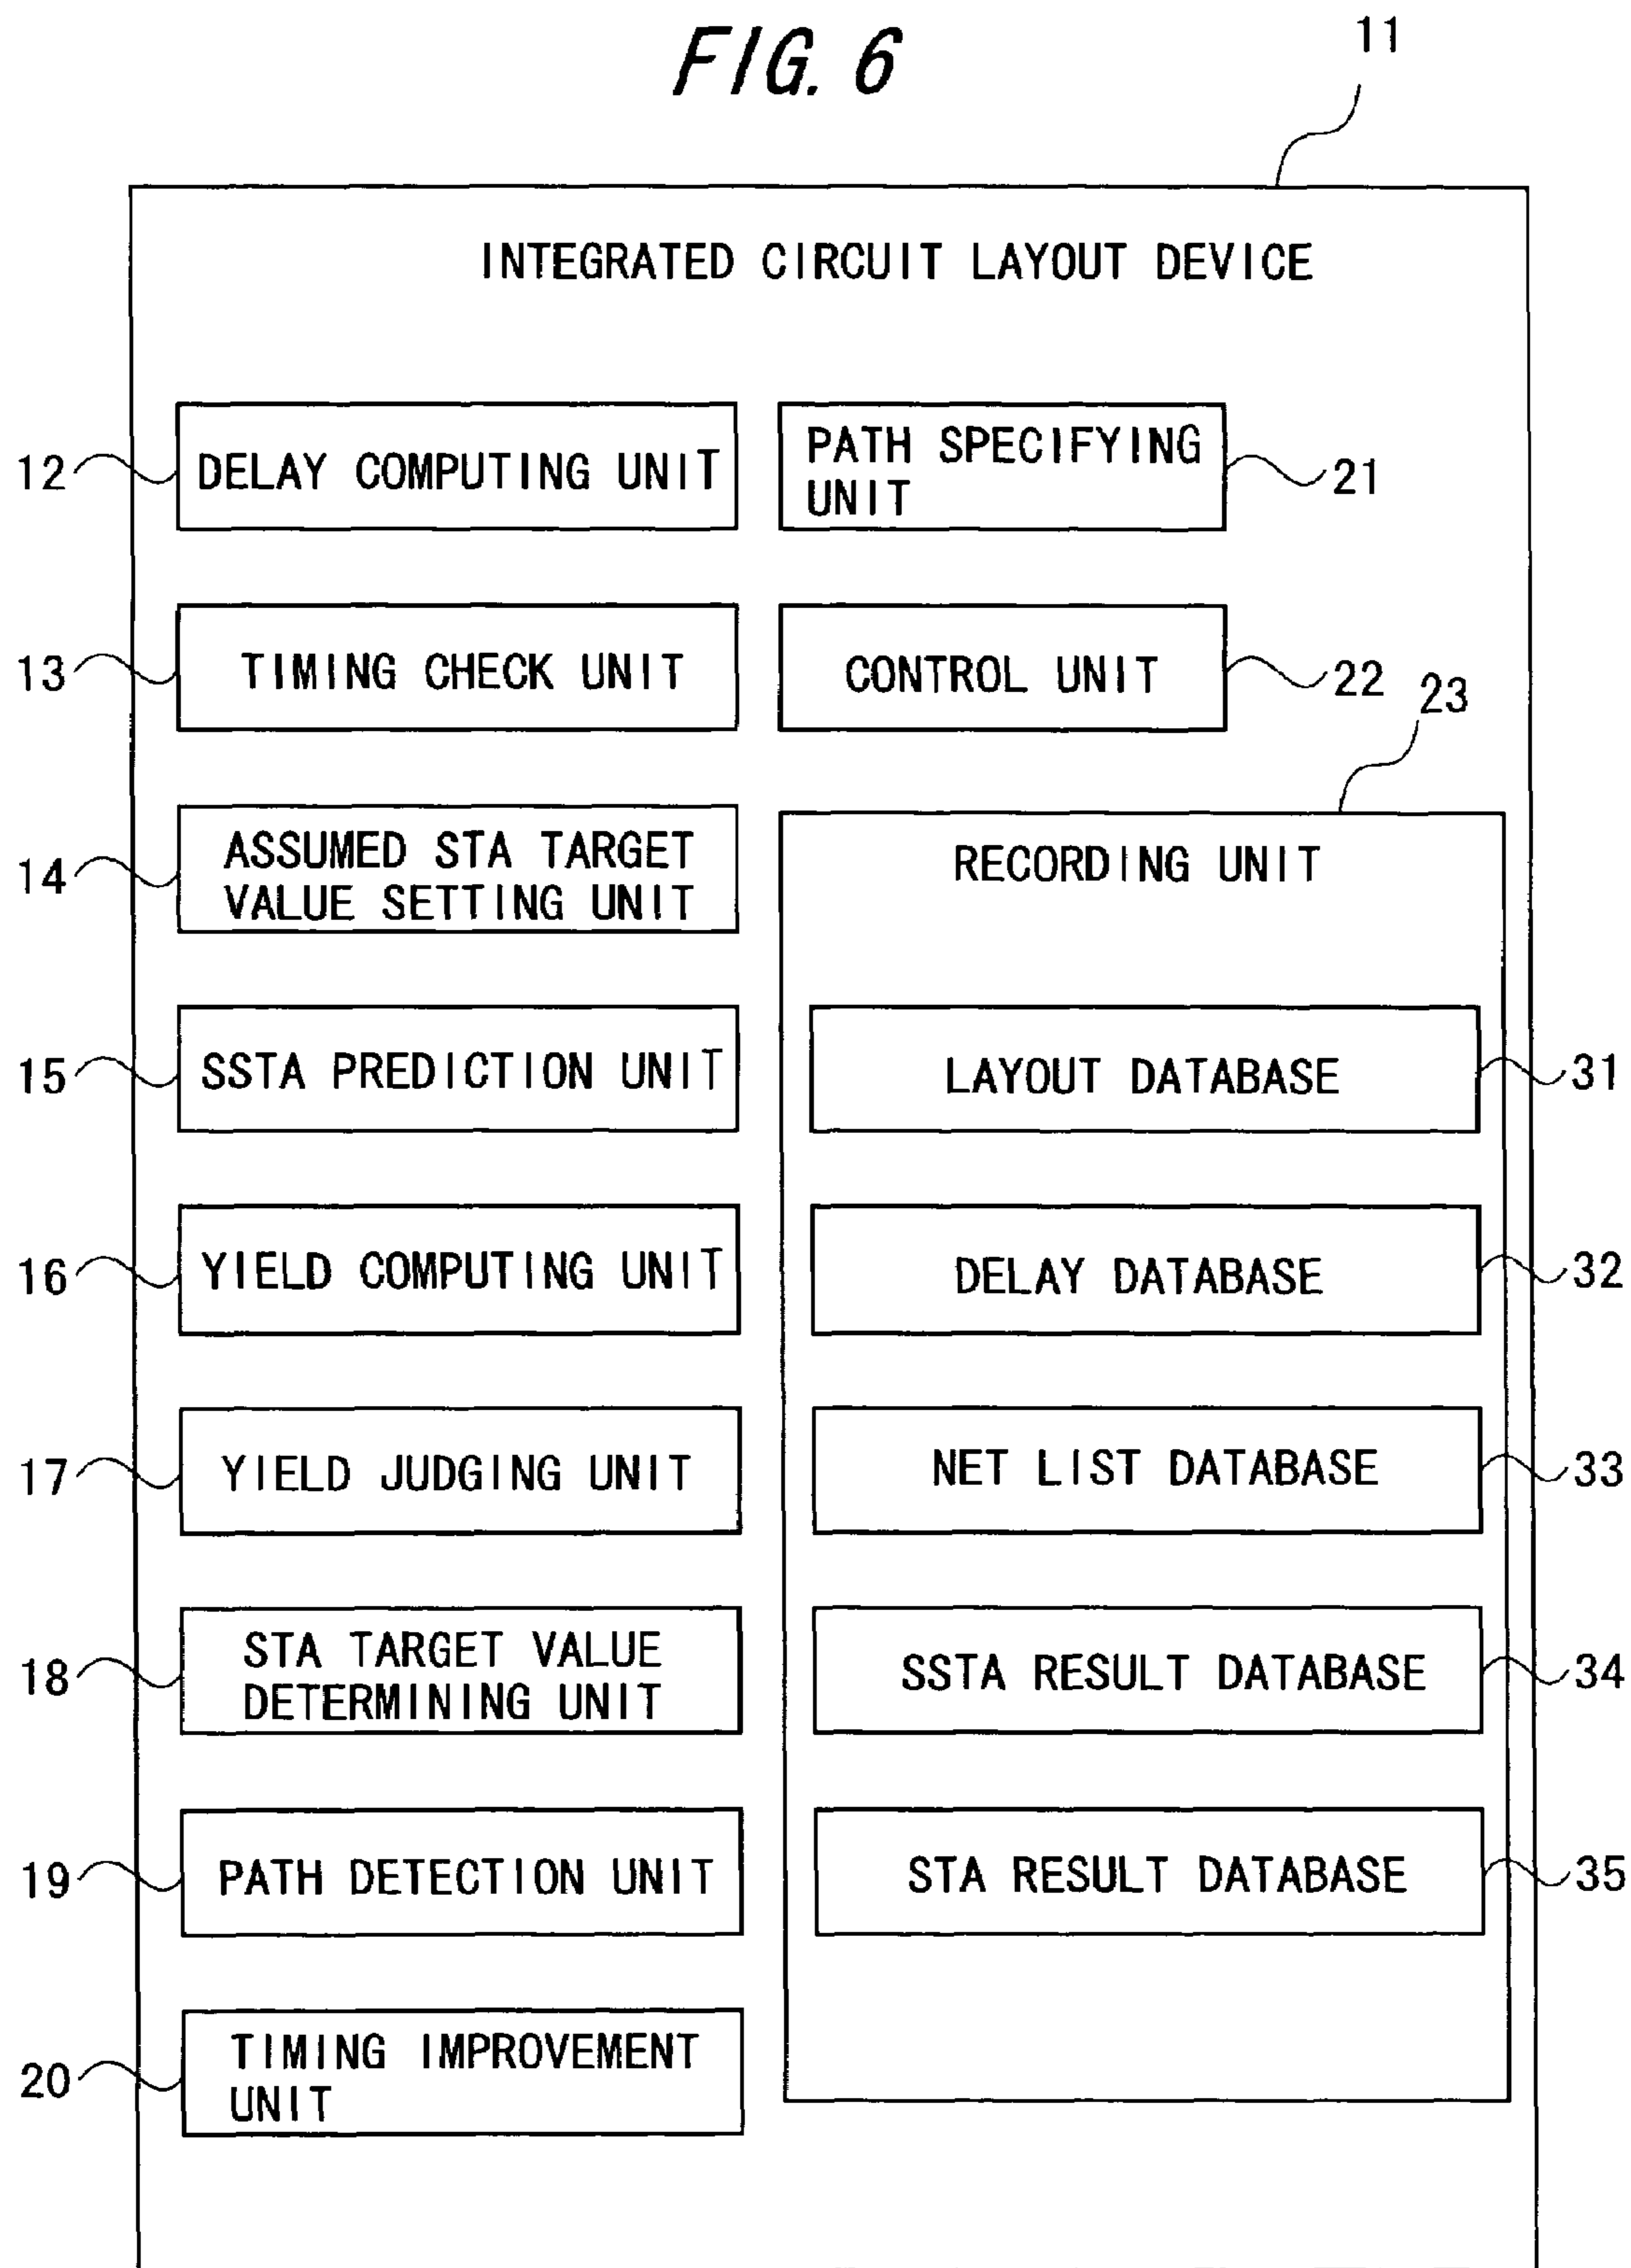 FIG. 6
11
INTEGRATED CIRCUIT LAYOUT DEVICE
12
DELAY COMPUTING UNIT
PATH SPECIFYING
UNIT
21
13
TIMING CHECK UNIT
CONTROL UNIT
22
23
14
ASSUMED STA TARGET
VALUE SETTING UNIT
RECORDING UNIT
15
SSTA PREDICTION UNIT
LAYOUT DATABASE
31
16
YIELD COMPUTING UNIT
DELAY DATABASE
32
17
YIELD JUDGING UNIT
NET LIST DATABASE
33
18
STA TARGET VALUE
DETERMINING UNIT
SSTA RESULT DATABASE
34
19
PATH DETECTION UNIT
STA RESULT DATABASE
35
20
TIMING IMPROVEMENT
UNIT